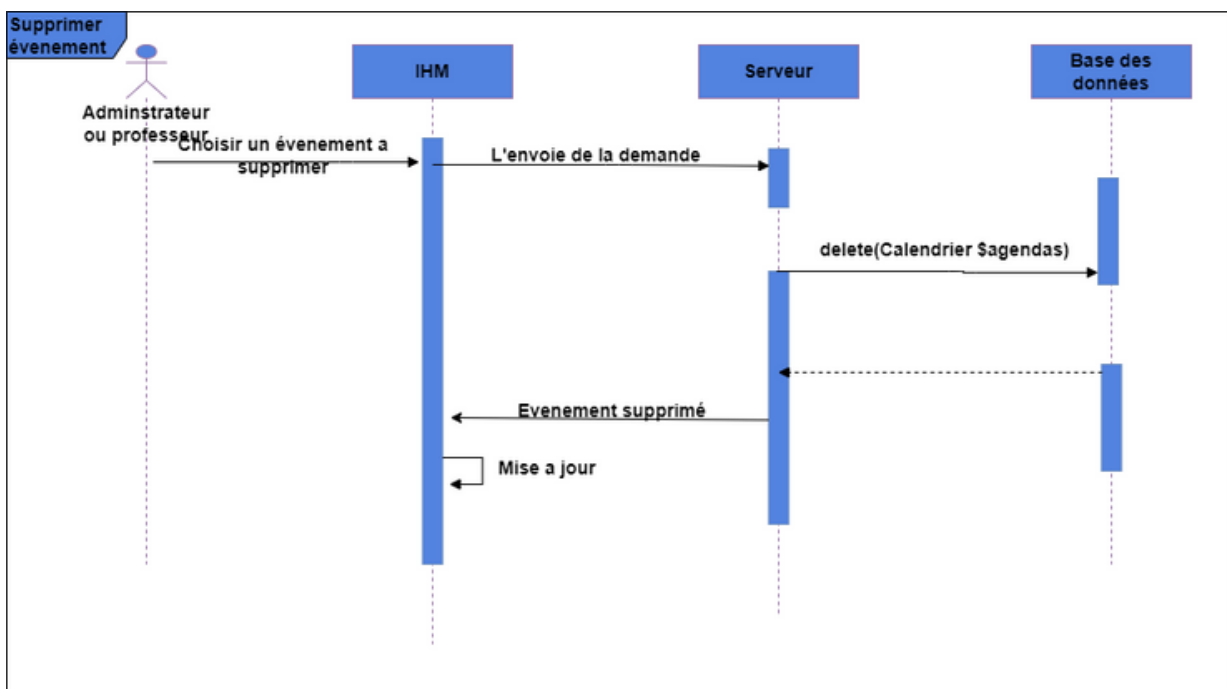 Supprimer
évenement
IHM
Serveur
Base des
données
Adminstrateur
ou professeur
Choisir un évenement a
supprimer
L'envoie de la demande
delete(Calendrier $agendas)
Evenement supprimé
Mise a jour